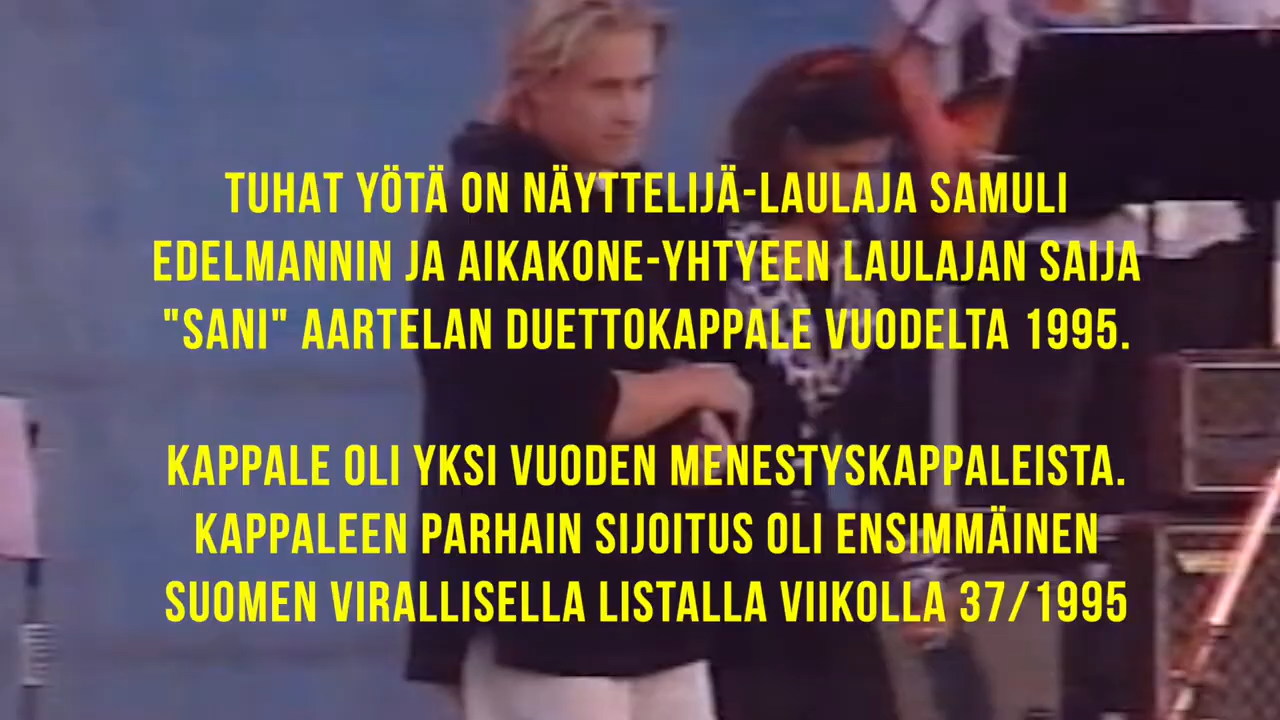 TUHAT YÖTÄ ON NÄYTTELIJÄ-LAULAJA SAMULI
EDELMANNIN JA AIKAKONE-YHTYEEN LAULAJAN SAIJA
"SANI" AARTELAN DUETTOKAPPALE VUODELTA 1995.
KAPPALE OLI YKSI VUODEN MENESTYSKAPPALEISTA.
KAPPALEEN PARHAIN SIJOITUS OLI ENSIMMÄINEN
SUOMEN VIRALLISELLA LISTALLA VIIKOLLA 37/1995